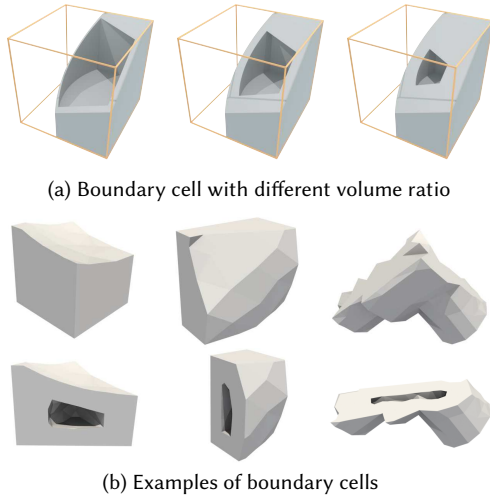 (a) Boundary cell with different volume ratio
(b) Examples of boundary cells